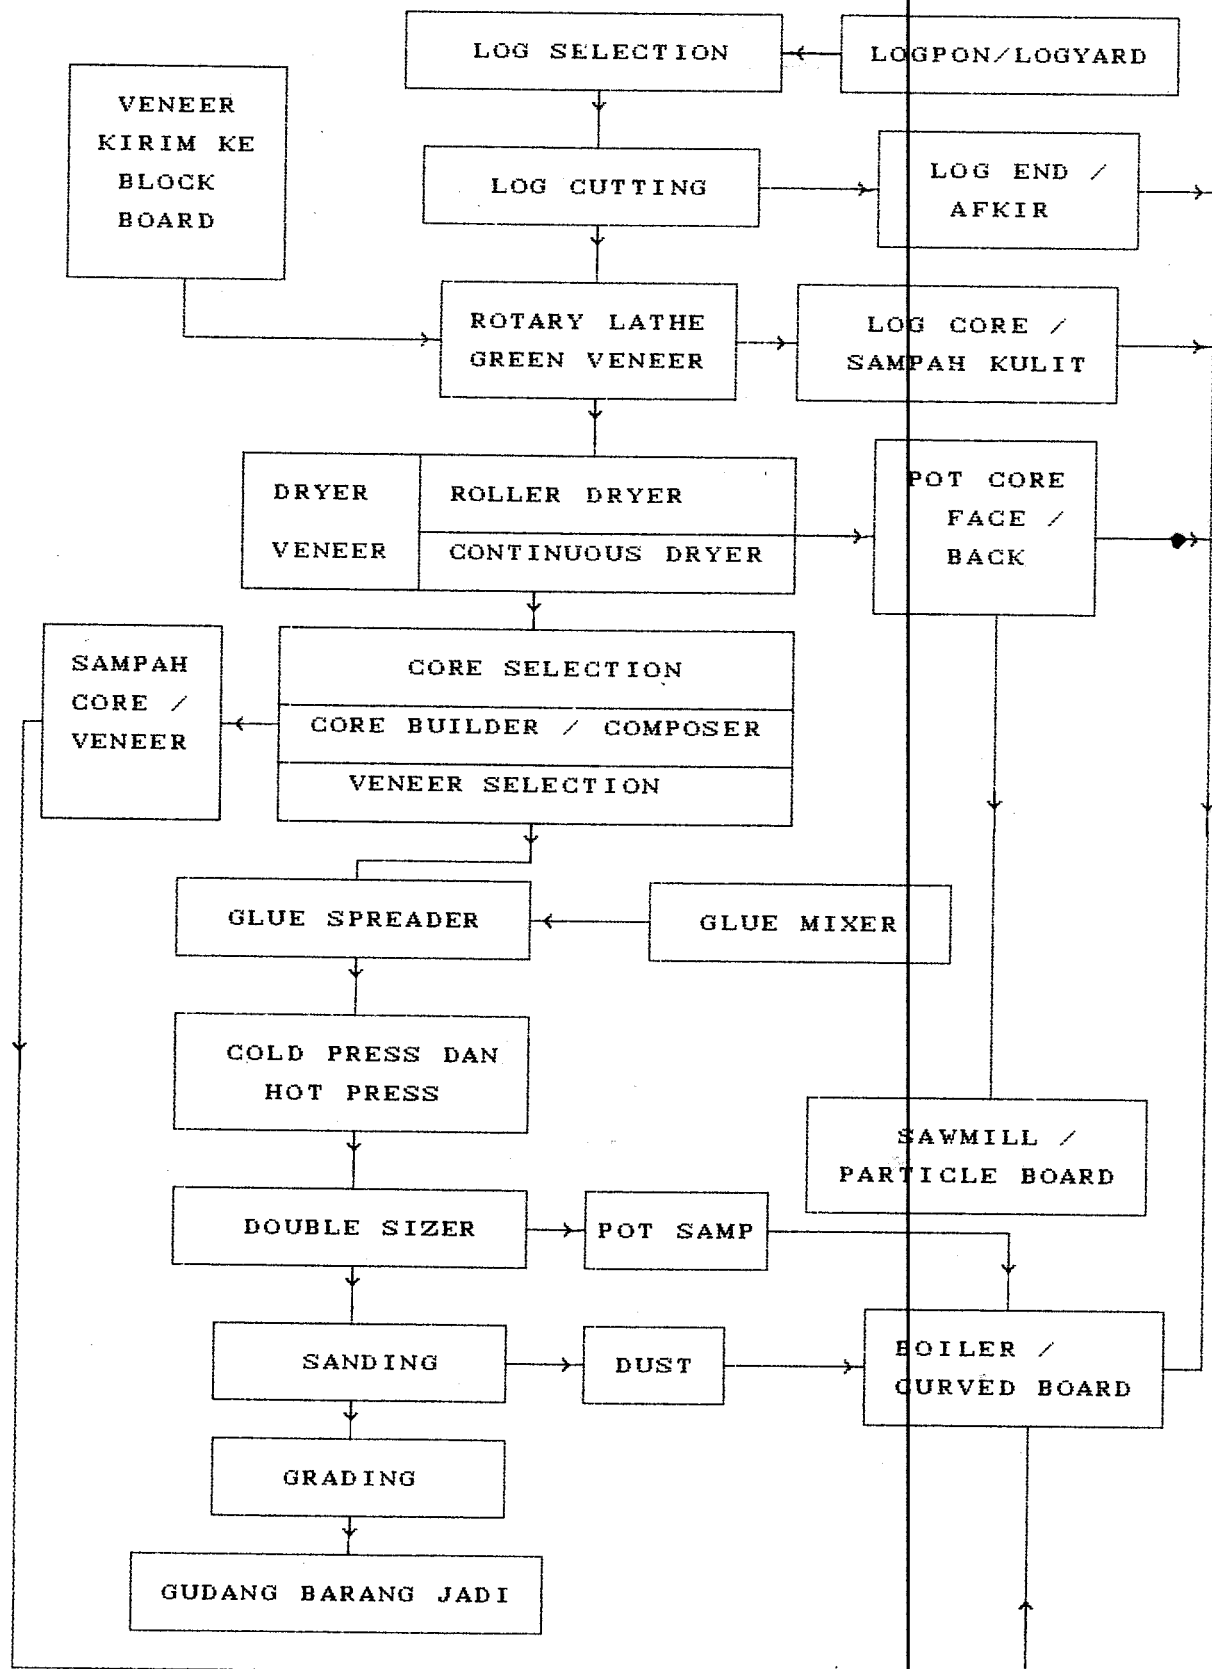 LOG SELECTION
LOGPON/LOGYARD
VENEER
KIRIM KE
BLOCK
BOARD
LOG CUTTING
LOG END /
AFKIR
ROTARY LATHE
GREEN VENEER
LOG CORE /
SAMPAH KULIT
DRYER
VENEER
ROLLER DRYER
CONTINUOUS DRYER
POT CORE
FACE /
BACK
SAMPAH
CORE /
VENEER
CORE SELECTION
CORE BUILDER / COMPOSER
VENEER SELECTION
GLUE SPREADER
GLUE MIXER
COLD PRESS DAN
HOT PRESS
SAWMILL /
PARTICLE BOARD
DOUBLE SIZER
POT SAMP
SANDING
DUST
BOILER /
CURVED BOARD
GRADING
GUDANG BARANG JADI